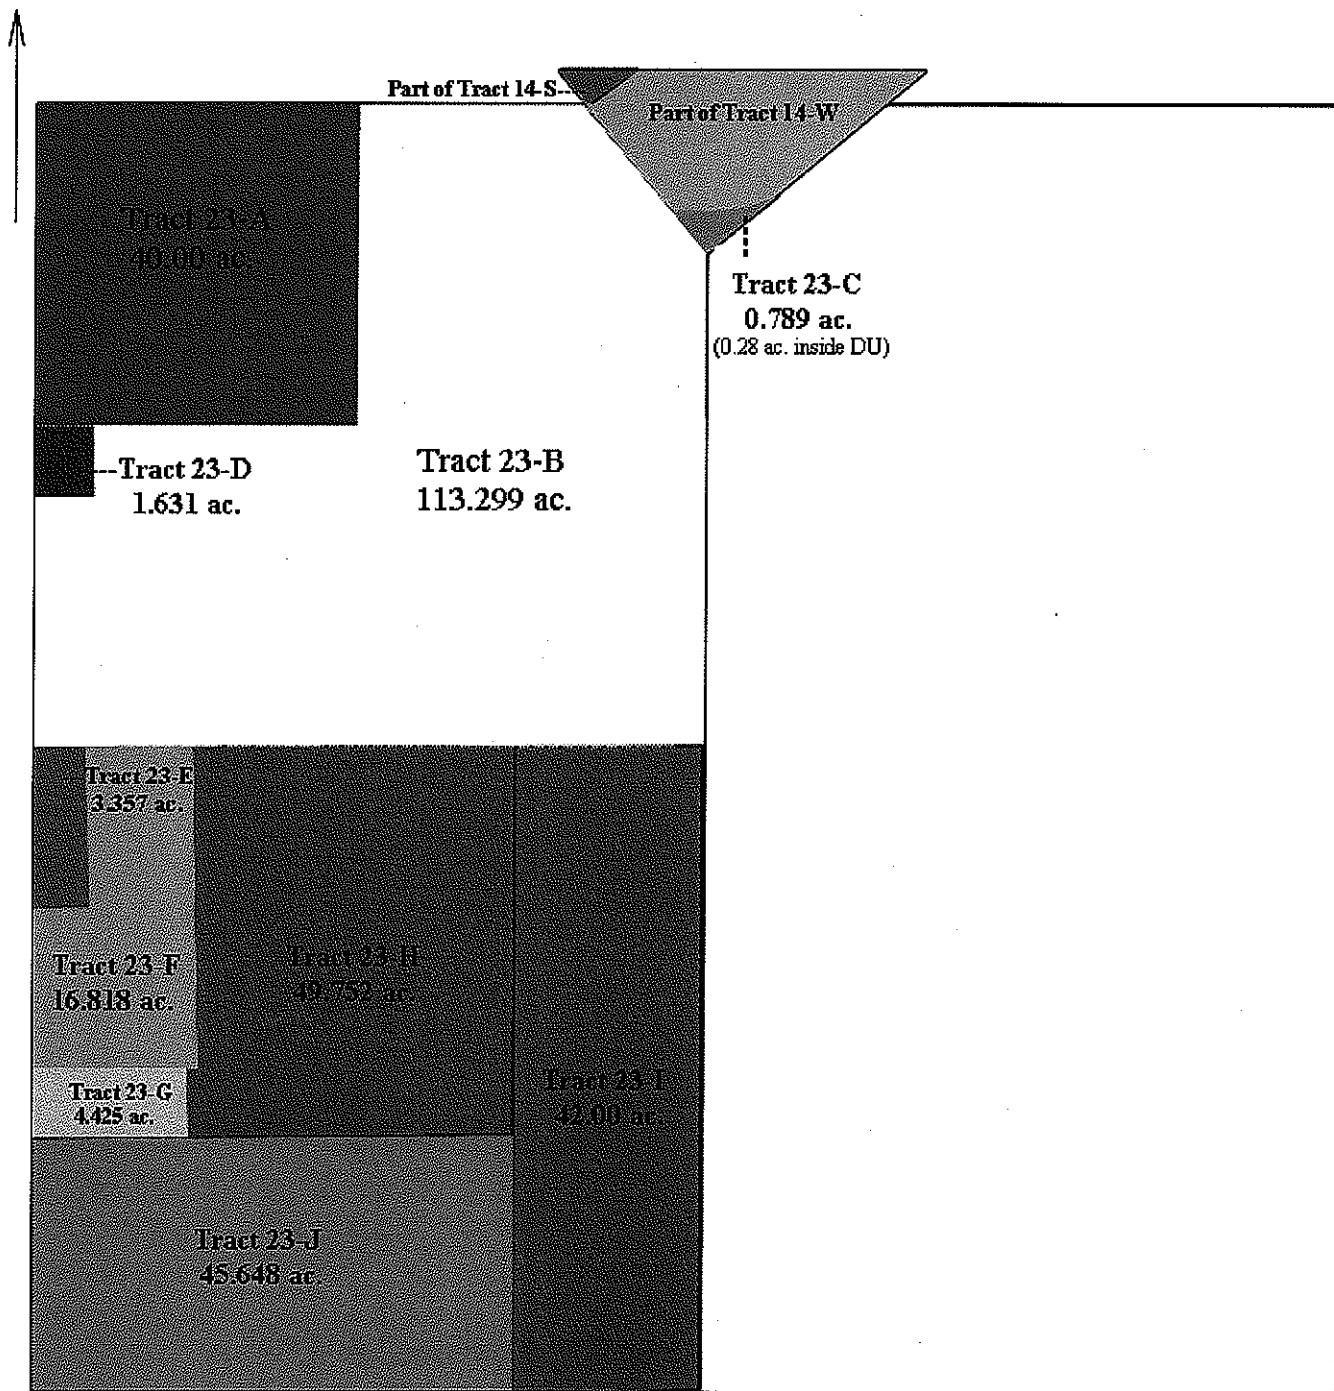 Part of Tract 14-S--
Part of Tract 14-W
Tract 23-A
40.00 ac.
Tract 23-C
0.789 ac.
(0.28 ac. inside DU)
---Tract 23-D
1.631 ac.
Tract 23-B
113.299 ac.
--Tract 23-E
3.357 ac.
Tract 23-F
16.818 ac.
Tract 23-H
49.752 ac.
Tract 23-G
4.425 ac.
Tract 23-I
42.00 ac.
Tract 23-J
45.648 ac.